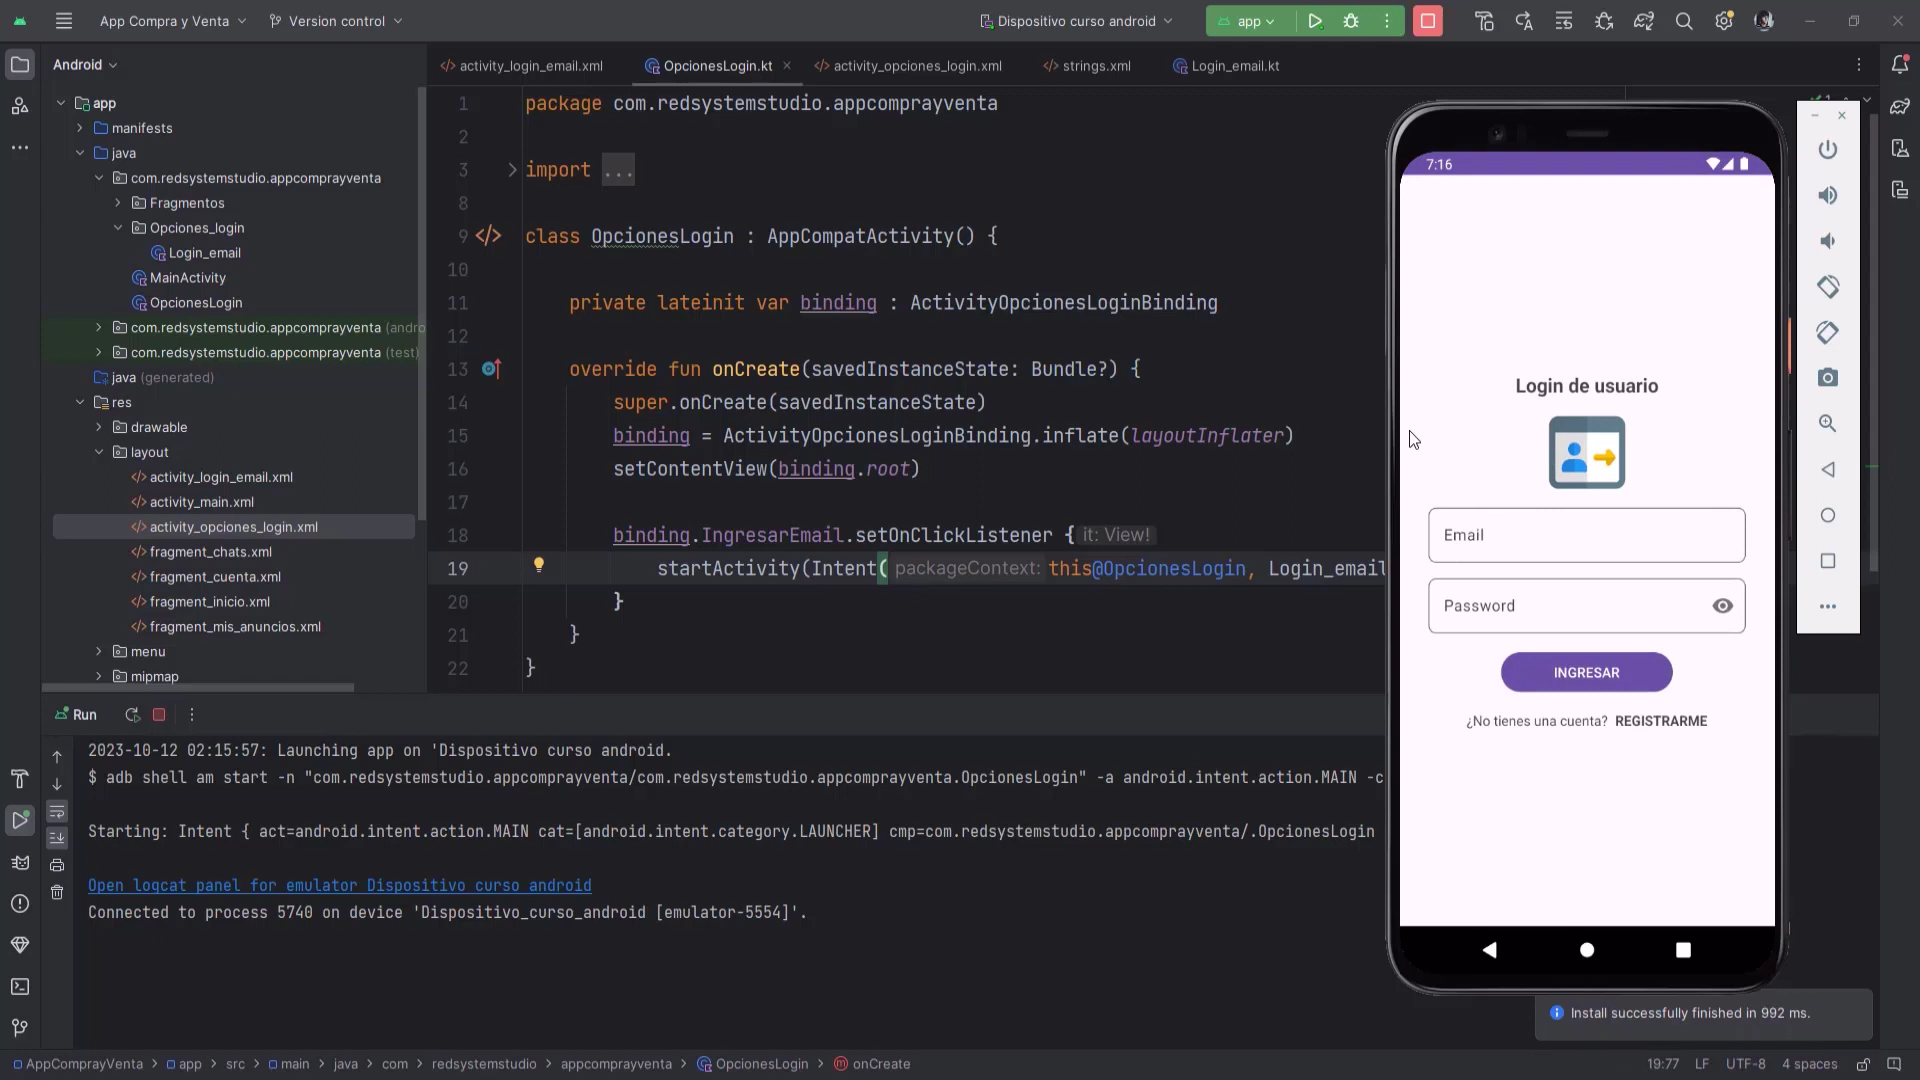 App Compra y Venta
Version control
Dispositivo curso android
app
Android
activity_login_email.xml
OpcionesLogin.kt
activity_opciones_login.xml
strings.xml
Login_email.kt
app
manifests
java
com.redsystemstudio.appcomprayventa
Fragmentos
Opciones_login
Login_email
MainActivity
OpcionesLogin
com.redsystemstudio.appcomprayventa (andro
com.redsystemstudio.appcomprayventa (test)
java (generated)
res
drawable
layout
activity_login_email.xml
activity_main.xml
activity_opciones_login.xml
fragment_chats.xml
fragment_cuenta.xml
fragment_inicio.xml
fragment_mis_anuncios.xml
menu
mipmap
1 package com.redsystemstudio.appcomprayventa
2
3 import ...
8
9 class OpcionesLogin : AppCompatActivity() {
10
11 private lateinit var binding : ActivityOpcionesLoginBinding
12
13 override fun onCreate(savedInstanceState: Bundle?) {
14 super.onCreate(savedInstanceState)
15 binding = ActivityOpcionesLoginBinding.inflate(layoutInflater)
16 setContentView(binding.root)
17
18 binding.IngresarEmail.setOnClickListener { it: View!
19 startActivity(Intent( packageContext: this@OpcionesLogin, Login_email
20 }
21 }
22 }
7:16
Login de usuario
Email
Password
INGRESAR
¿No tienes una cuenta? REGISTRARME
Run
2023-10-12 02:15:57: Launching app on 'Dispositivo curso android.
$ adb shell am start -n "com.redsystemstudio.appcomprayventa/com.redsystemstudio.appcomprayventa.OpcionesLogin" -a android.intent.action.MAIN -c
Starting: Intent { act=android.intent.action.MAIN cat=[android.intent.category.LAUNCHER] cmp=com.redsystemstudio.appcomprayventa/.OpcionesLogin
Open logcat panel for emulator Dispositivo curso android
Connected to process 5740 on device 'Dispositivo_curso_android [emulator-5554]'.
Install successfully finished in 992 ms.
AppComprayVenta > app > src > main > java > com > redsystemstudio > appcomprayventa > OpcionesLogin > onCreate
19:77 LF UTF-8 4 spaces